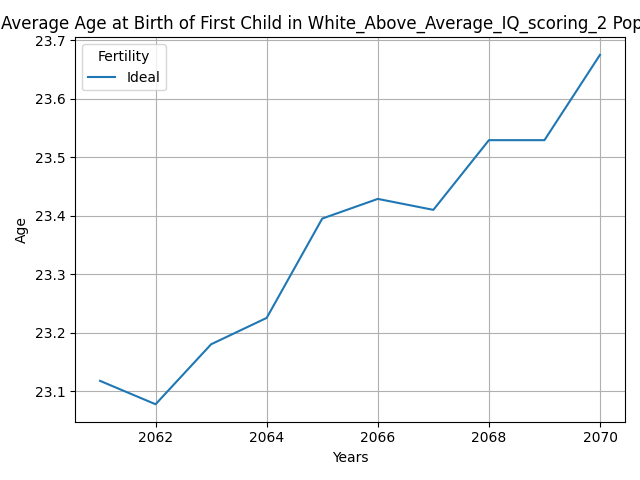 Average Age at Birth of First Child in White_Above_Average_IQ_scoring_2 Pop
23.7
23.6
23.5
23.4
23.3
23.2
23.1
Age
Fertility
Ideal
2062 2064 2066 2068 2070
Years